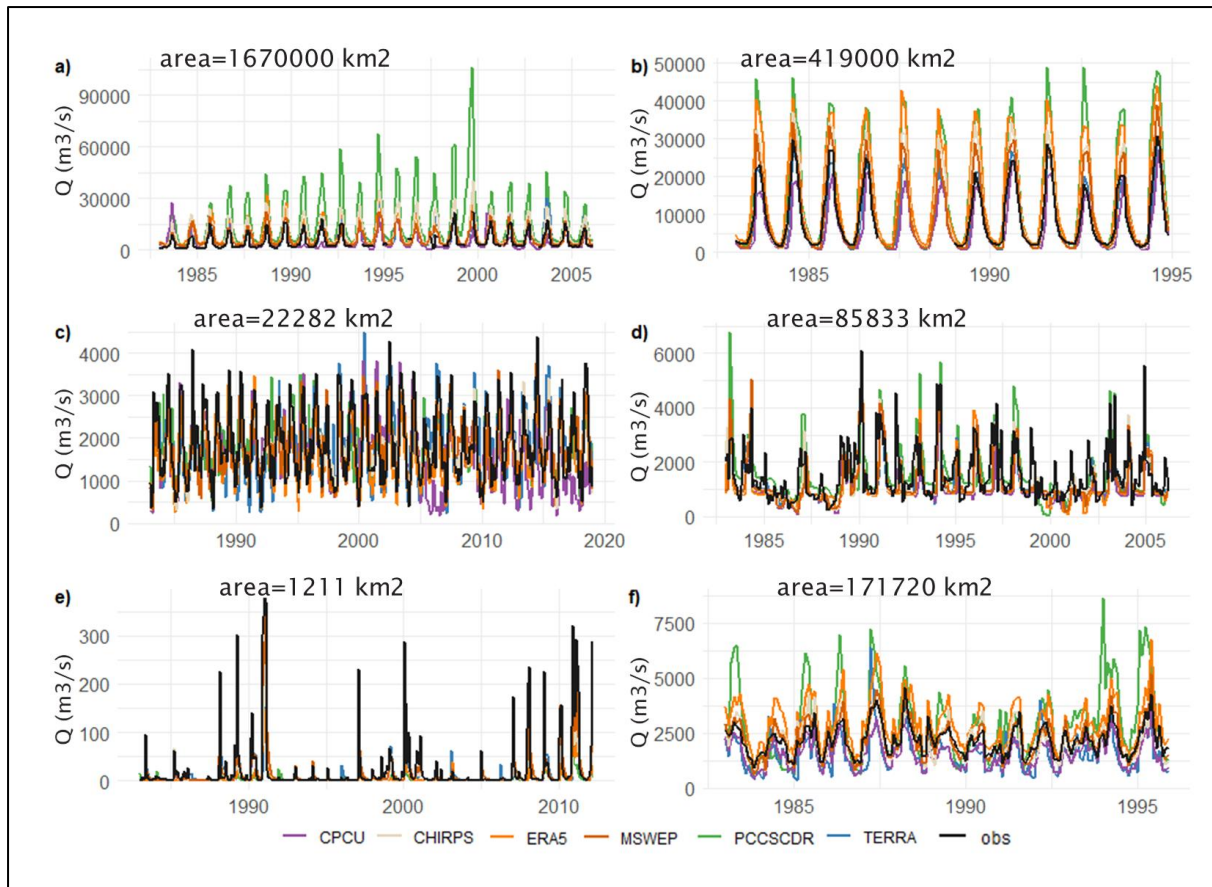 a) area=1670000 km2
Q (m3/s)
90000
60000
30000
0
1985 1990 1995 2000 2005
b) area=419000 km2
Q (m3/s)
50000
40000
30000
20000
10000
0
1985 1990 1995
c) area=22282 km2
Q (m3/s)
4000
3000
2000
1000
0
1990 2000 2010 2020
d) area=85833 km2
Q (m3/s)
6000
4000
2000
0
1985 1990 1995 2000 2005
e) area=1211 km2
Q (m3/s)
300
200
100
0
1990 2000 2010
f) area=171720 km2
Q (m3/s)
7500
5000
2500
0
1985 1990 1995
CPCU CHIRPS ERA5 MSWEP PCCSCDR TERRA obs